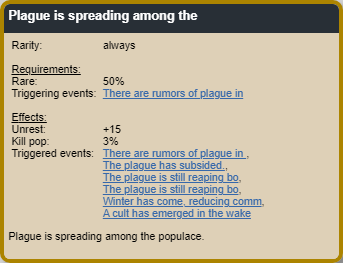 Plague is spreading among the
Rarity: always
Requirements:
Rare: 50%
Triggering events: There are rumors of plague in
Effects:
Unrest: +15
Kill pop: 3%
Triggered events: There are rumors of plague in ,
The plague has subsided.,
The plague is still reaping bo,
The plague is still reaping bo,
Winter has come, reducing comm,
A cult has emerged in the wake
Plague is spreading among the populace.